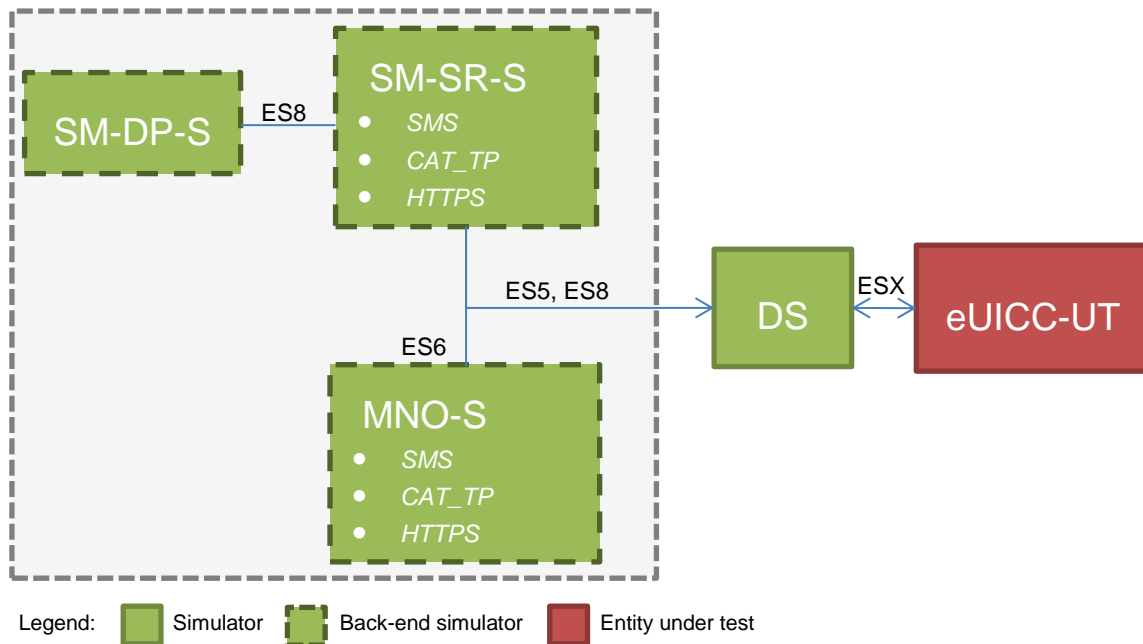 SM-SR-S
SMS
CAT_TP
HTTPS
SM-DP-S
ES8
ES5, ES8
ES6
DS
ESX
eUICC-UT
MNO-S
SMS
CAT_TP
HTTPS
Legend: Simulator Back-end simulator Entity under test